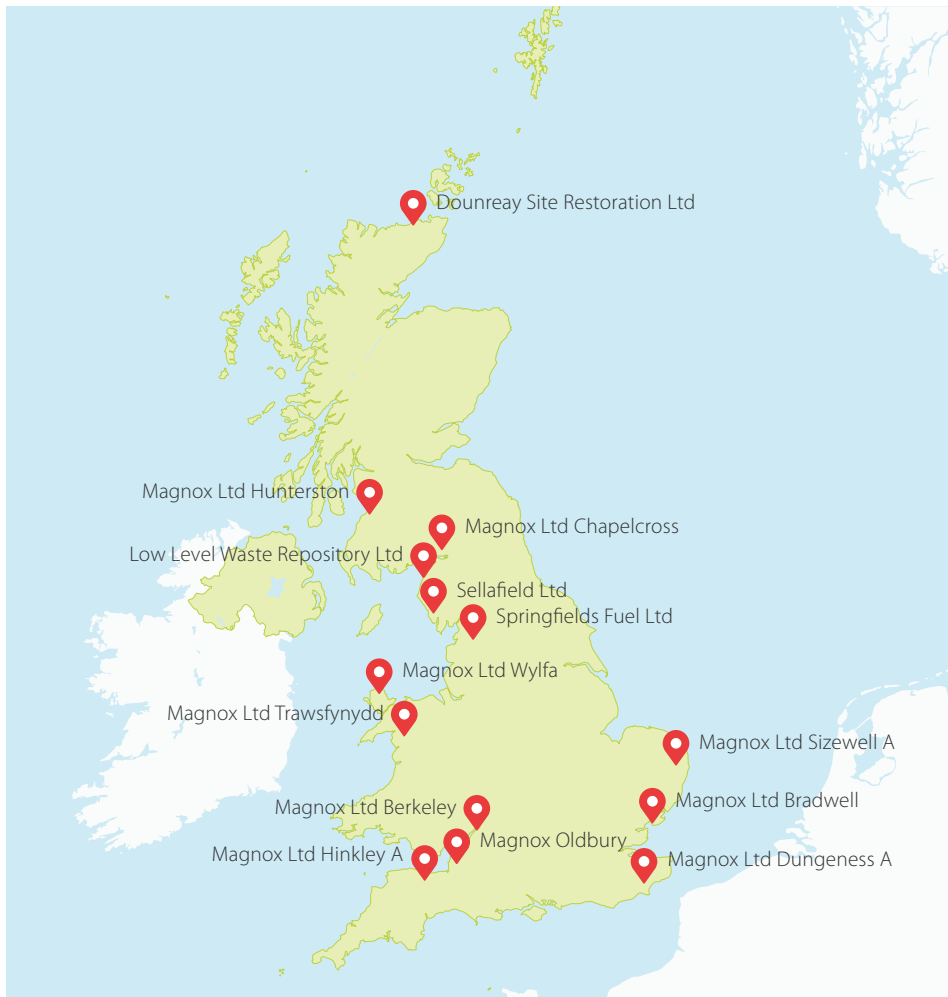 Dounreay Site Restoration Ltd
Magnox Ltd Hunterston
Magnox Ltd Chapelcross
Low Level Waste Repository Ltd
Sellafield Ltd
Springfields Fuel Ltd
Magnox Ltd Wylfa
Magnox Ltd Trawsfynydd
Magnox Ltd Sizewell A
Magnox Ltd Bradwell
Magnox Ltd Berkeley
Magnox Oldbury
Magnox Ltd Hinkley A
Magnox Ltd Dungeness A